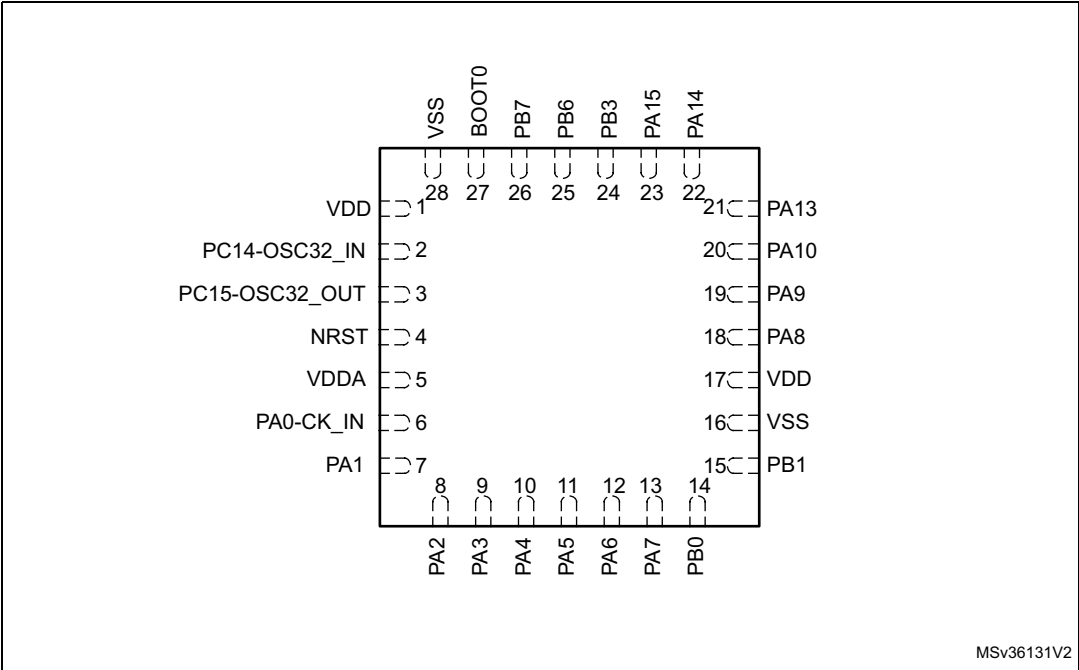 VSS
BOOT0
PB7
PB6
PB3
PA15
PA14
28
27
26
25
24
23
22
VDD 1
21 PA13
PC14-OSC32_IN 2
20 PA10
PC15-OSC32_OUT 3
19 PA9
NRST 4
18 PA8
VDDA 5
17 VDD
PA0-CK_IN 6
16 VSS
PA1 7
15 PB1
8
9
10
11
12
13
14
PA2
PA3
PA4
PA5
PA6
PA7
PB0
MSv36131V2